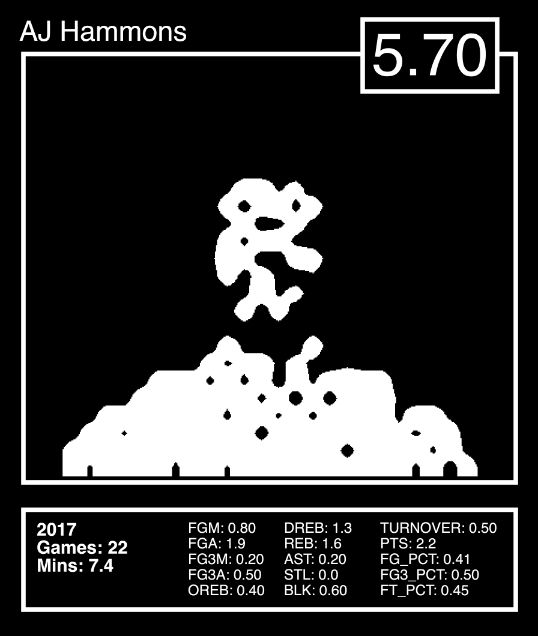 AJ Hammons
5.70
2017
Games: 22
Mins: 7.4
FGM: 0.80
FGA: 1.9
FG3M: 0.20
FG3A: 0.50
OREB: 0.40
DREB: 1.3
REB: 1.6
AST: 0.20
STL: 0.0
BLK: 0.60
TURNOVER: 0.50
PTS: 2.2
FG_PCT: 0.41
FG3_PCT: 0.50
FT_PCT: 0.45